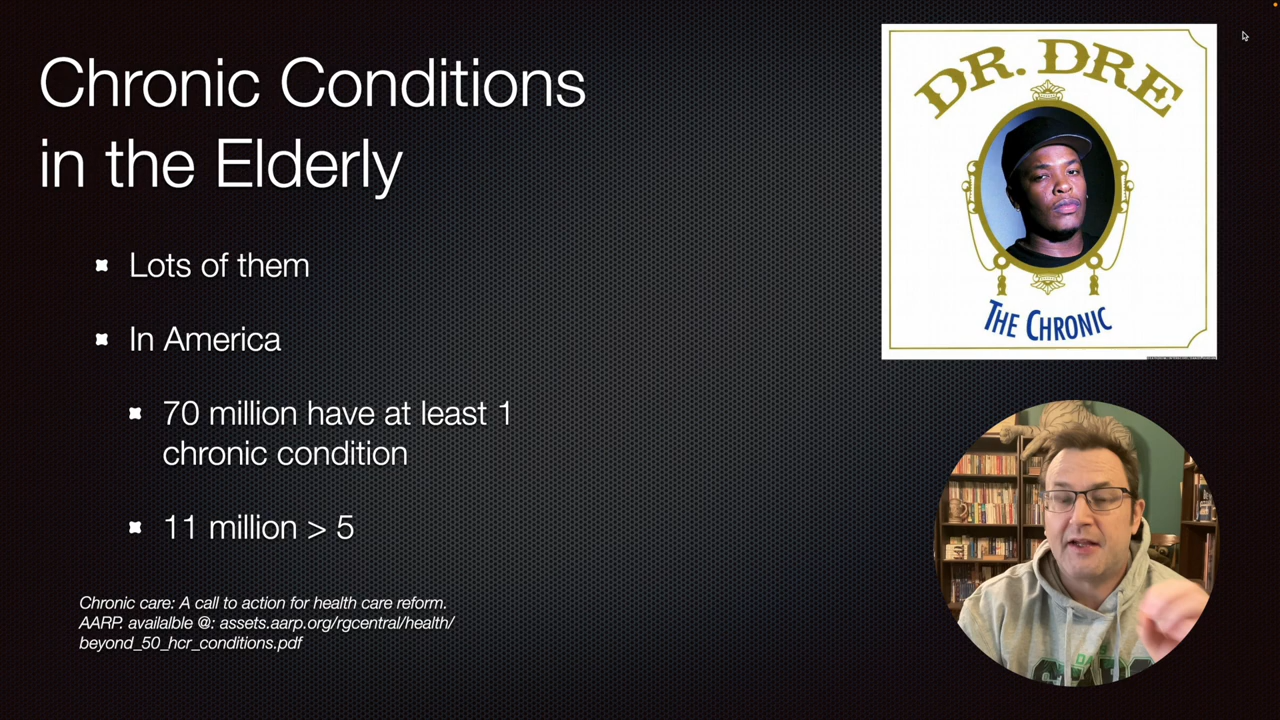 Chronic Conditions
in the Elderly
Lots of them
In America
70 million have at least 1
chronic condition
11 million > 5
Chronic care: A call to action for health care reform.
AARP. availalble @: assets.aarp.org/rgcentral/health/
beyond_50_hcr_conditions.pdf
DR. DRE
THE CHRONIC